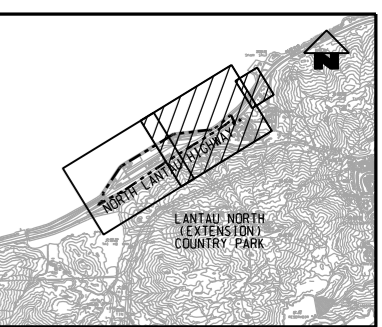 N
NORTH LANTAU HIGHWAY
LANTAU NORTH
(EXTENSION)
COUNTRY PARK